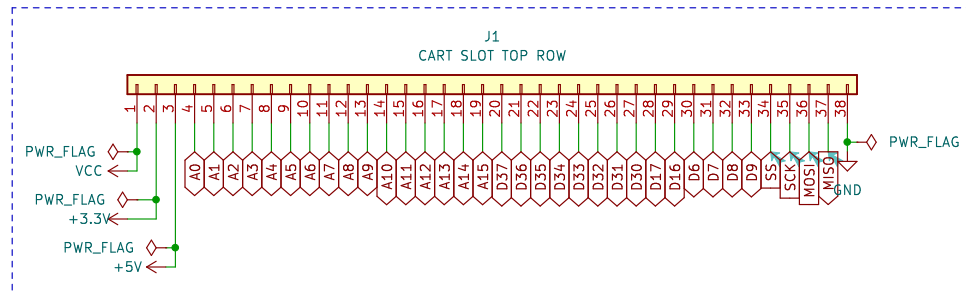 J1
CART SLOT TOP ROW
1 2 3 4 5 6 7 8 9 10 11 12 13 14 15 16 17 18 19 20 21 22 23 24 25 26 27 28 29 30 31 32 33 34 35 36 37 38
PWR_FLAG
PWR_FLAG
VCC
A0 A1 A2 A3 A4 A5 A6 A7 A8 A9 A10 A11 A12 A13 A14 A15 D37 D36 D35 D34 D33 D32 D31 D30 D17 D16 D6 D7 D8 D9 SS SCK MOSI MISO
GND
PWR_FLAG
+3.3V
PWR_FLAG
+5V